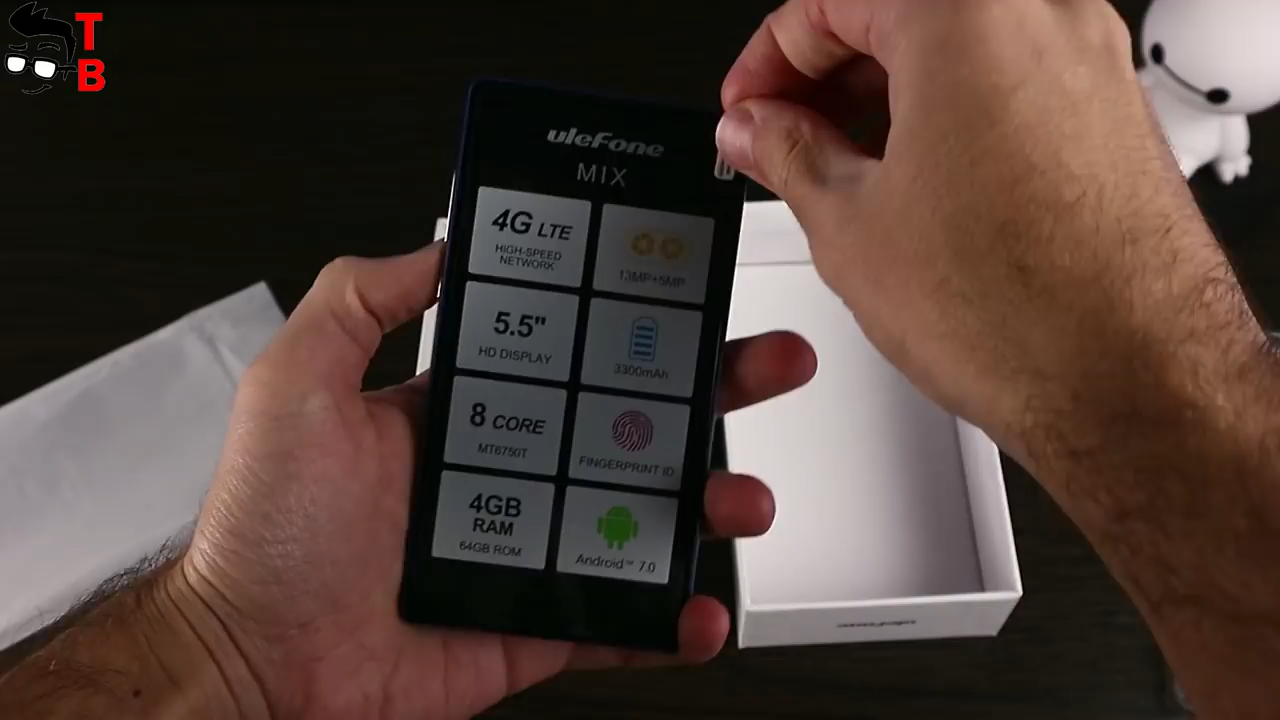 T
B
uleFone
MIX
4G LTE
HIGH-SPEED
NETWORK
13MP+5MP
5.5"
HD DISPLAY
3300mAh
8 CORE
MT6750T
FINGERPRINT ID
4GB
RAM
64GB ROM
Android™ 7.0